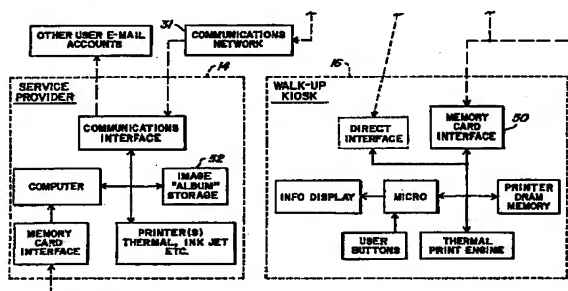 OTHER USER E-MAIL
ACCOUNTS
31
COMMUNICATIONS
NETWORK
14
SERVICE
PROVIDER
COMMUNICATIONS
INTERFACE
COMPUTER
52
IMAGE
"ALBUM"
STORAGE
MEMORY
CARD
INTERFACE
PRINTER(S)
THERMAL, INK JET
ETC.
16
WALK-UP
KIOSK
DIRECT
INTERFACE
MEMORY
CARD
INTERFACE
50
INFO DISPLAY
MICRO
PRINTER
DRAM
MEMORY
USER
BUTTONS
THERMAL
PRINT ENGINE